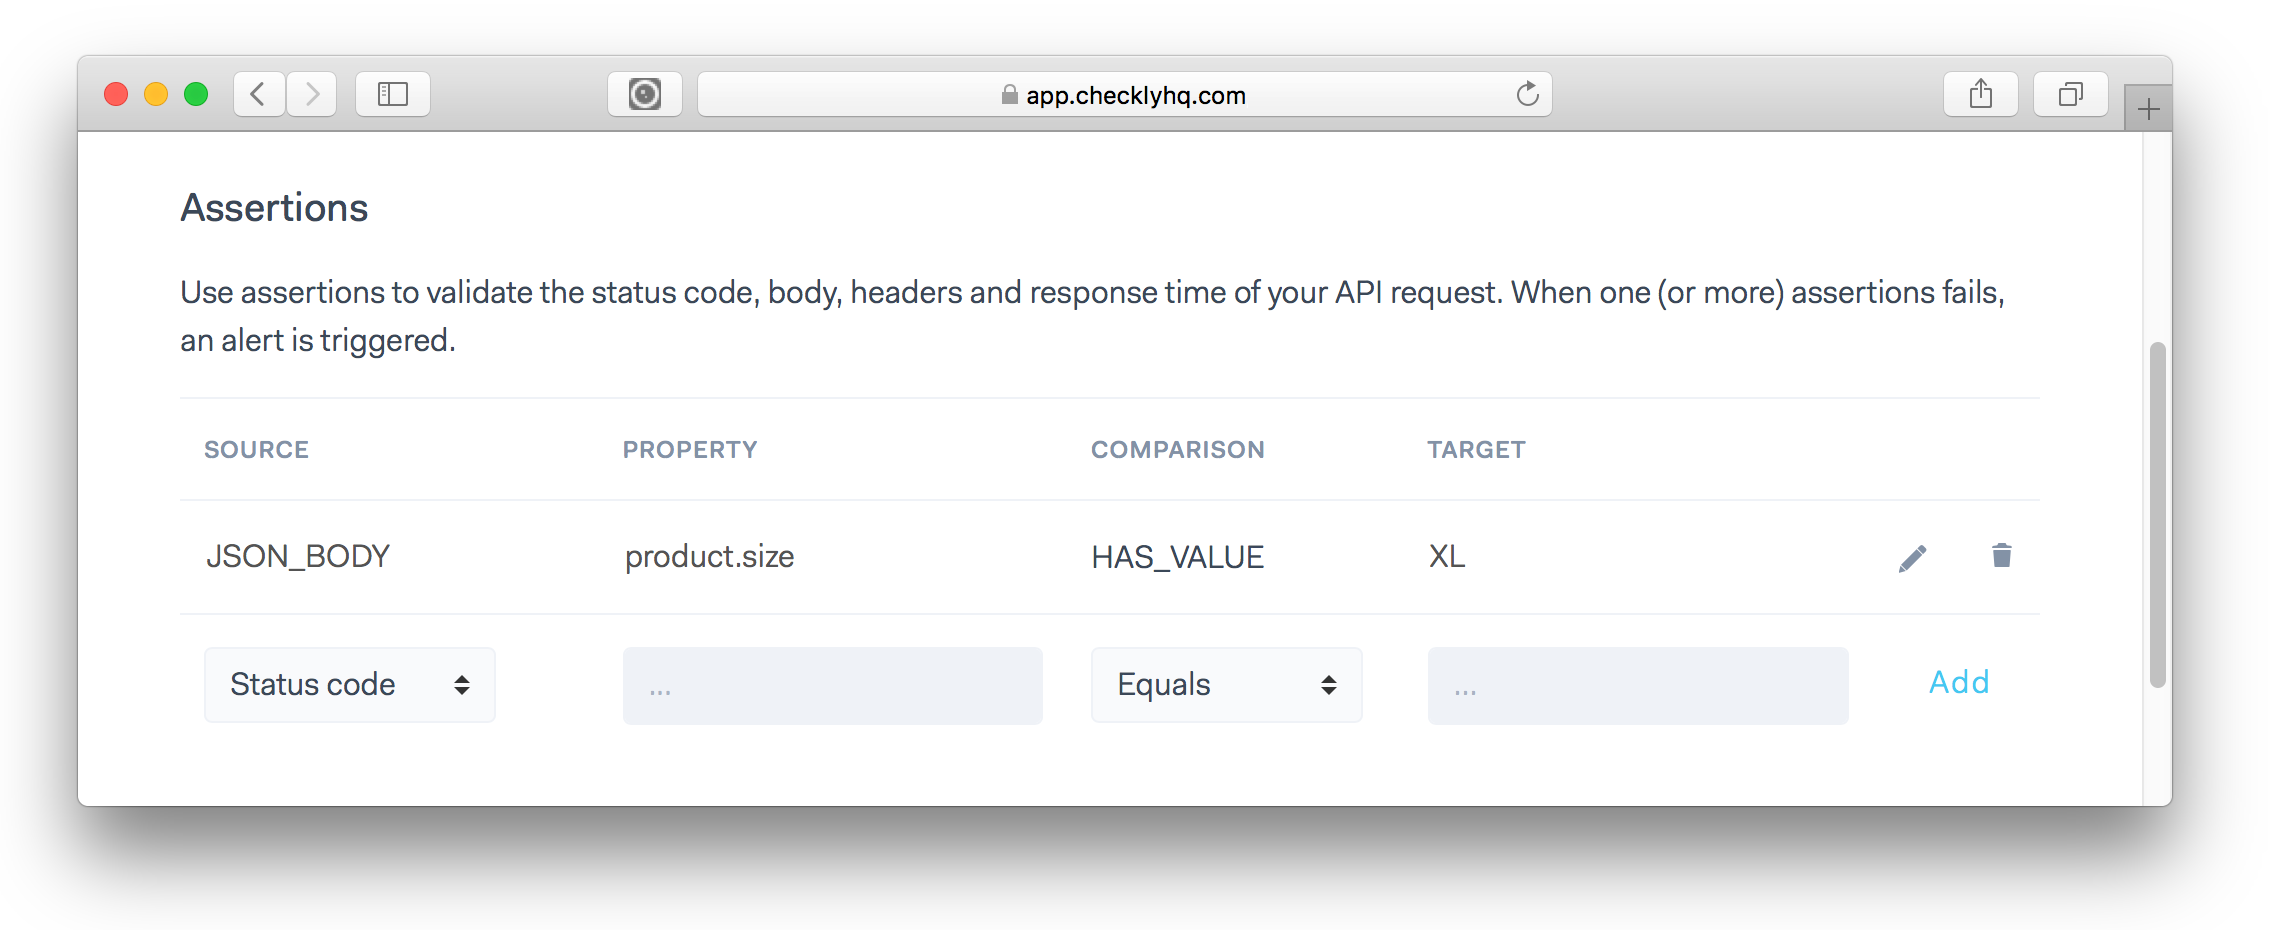 app.checklyhq.com
Assertions
Use assertions to validate the status code, body, headers and response time of your API request. When one (or more) assertions fails,
an alert is triggered.
SOURCE PROPERTY COMPARISON TARGET
JSON_BODY product.size HAS_VALUE XL
Status code ... Equals ... Add